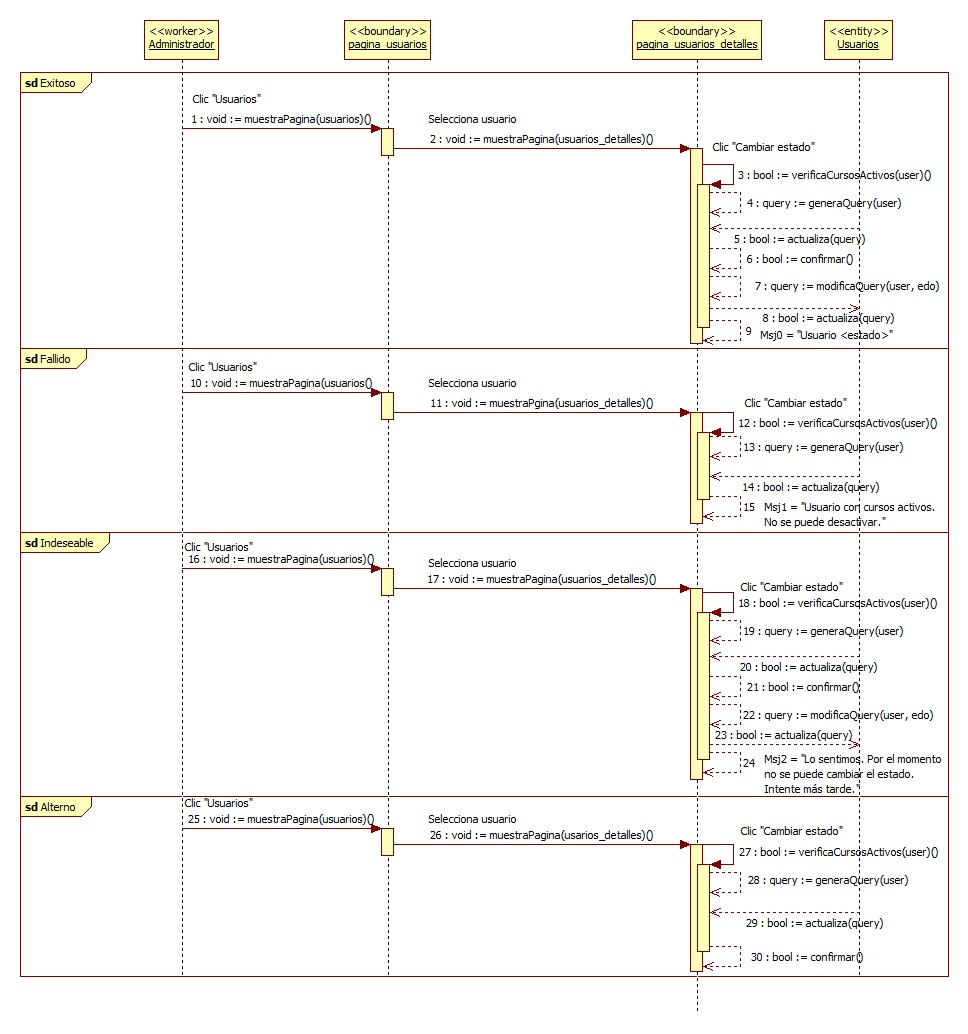 <<worker>>
Administrador
<<boundary>>
pagina_usuarios
<<boundary>>
pagina_usuarios_detalles
<<entity>>
Usuarios
sd Exitoso
Clic "Usuarios"
1 : void := muestraPagina(usuarios)()
Selecciona usuario
2 : void := muestraPagina(usuarios_detalles)()
Clic "Cambiar estado"
3 : bool := verificaCursosActivos(user)()
4 : query := generaQuery(user)
5 : bool := actualiza(query)
6 : bool := confirmar()
7 : query := modificaQuery(user, edo)
8 : bool := actualiza(query)
9 Msj0 = "Usuario <estado>"
sd Fallido
Clic "Usuarios"
10 : void := muestraPagina(usuarios()
Selecciona usuario
11 : void := muestraPgina(usuarios_detalles)()
Clic "Cambiar estado"
12 : bool := verificaCursosActivos(user)()
13 : query := generaQuery(user)
14 : bool := actualiza(query)
15 Msj1 = "Usuario con cursos activos.
No se puede desactivar."
sd Indeseable
Clic "Usuarios"
16 : void := muestraPagina(usuarios)()
Selecciona usuario
17 : void := muestraPagina(usuarios_detalles)()
Clic "Cambiar estado"
18 : bool := verificaCursosActivos(user)()
19 : query := generaQuery(user)
20 : bool := actualiza(query)
21 : bool := confirmar()
22 : query := modificaQuery(user, edo)
23 : bool := actualiza(query)
24 Msj2 = "Lo sentimos. Por el momento
no se puede cambiar el estado.
Intente más tarde."
sd Alterno
Clic "Usuarios"
25 : void := muestraPagina(usuarios)()
Selecciona usuario
26 : void := muestraPagina(usarios_detalles)()
Clic "Cambiar estado"
27 : bool := verificaCursosActivos(user)()
28 : query := generaQuery(user)
29 : bool := actualiza(query)
30 : bool := confirmar()